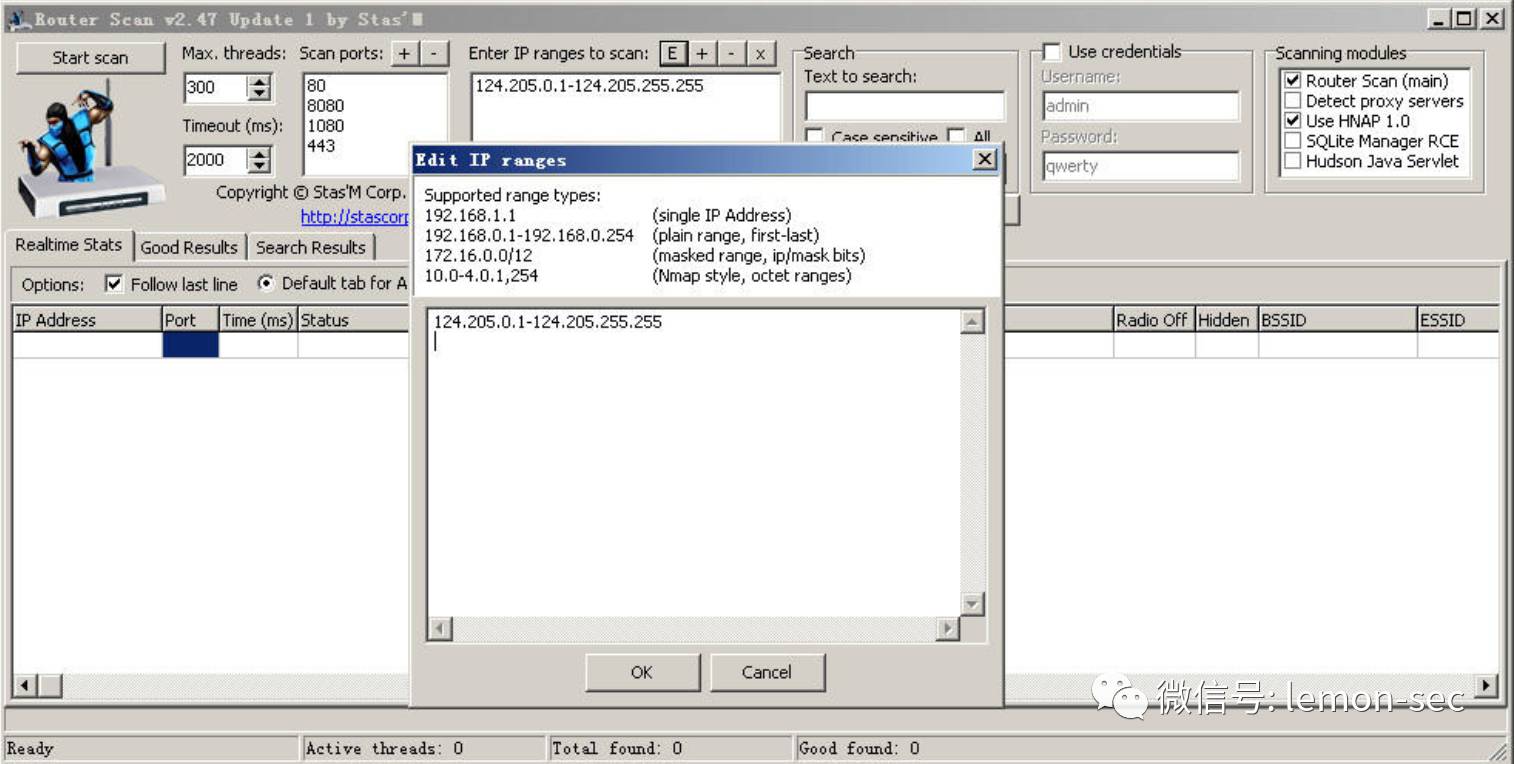 Router Scan v2.47 Update 1 by Stas'M
Start scan
Max. threads:
300
Timeout (ms):
2000
Scan ports: + -
80
8080
1080
443
Enter IP ranges to scan: E + - x
124.205.0.1-124.205.255.255
Search
Text to search:
Case sensitive All
Use credentials
Username:
admin
Password:
qwerty
Scanning modules
Router Scan (main)
Detect proxy servers
Use HNAP 1.0
SQLite Manager RCE
Hudson Java Servlet
Copyright © Stas'M Corp.
http://stascorp
Realtime Stats Good Results Search Results
Options: Follow last line Default tab for A
IP Address Port Time (ms) Status Radio Off Hidden BSSID ESSID
Edit IP ranges
Supported range types:
192.168.1.1 (single IP Address)
192.168.0.1-192.168.0.254 (plain range, first-last)
172.16.0.0/12 (masked range, ip/mask bits)
10.0-4.0.1,254 (Nmap style, octet ranges)
124.205.0.1-124.205.255.255
OK Cancel
微信号: lemon-sec
Ready Active threads: 0 Total found: 0 Good found: 0